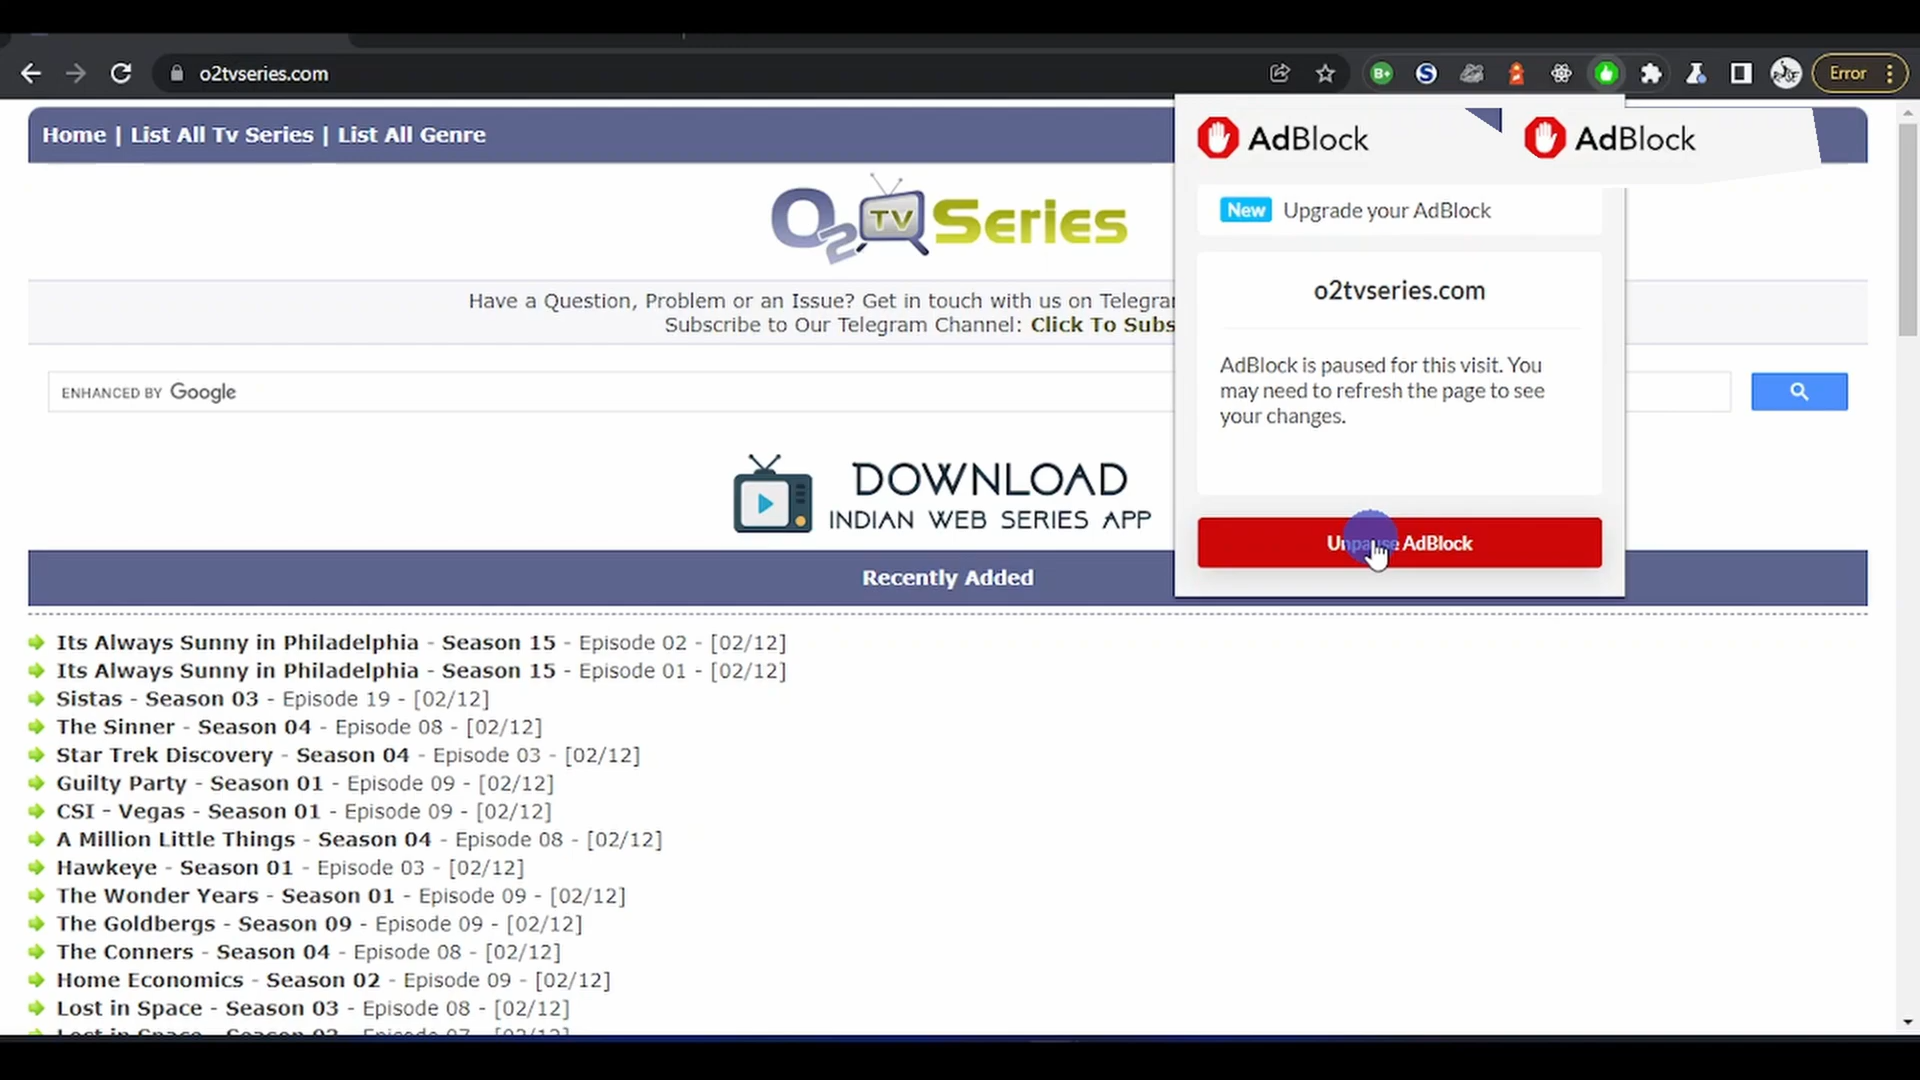 o2tvseries.com
Error
Home | List All Tv Series | List All Genre
AdBlock
AdBlock
O2 TV Series
New Upgrade your AdBlock
o2tvseries.com
Have a Question, Problem or an Issue? Get in touch with us on
Subscribe to Our Telegram Channel: Click To
AdBlock is paused for this visit. You
may need to refresh the page to see
your changes.
ENHANCED BY Google
DOWNLOAD
INDIAN WEB SERIES APP
Unpause AdBlock
Recently Added
Its Always Sunny in Philadelphia - Season 15 - Episode 02 - [02/12]
Its Always Sunny in Philadelphia - Season 15 - Episode 01 - [02/12]
Sistas - Season 03 - Episode 19 - [02/12]
The Sinner - Season 04 - Episode 08 - [02/12]
Star Trek Discovery - Season 04 - Episode 03 - [02/12]
Guilty Party - Season 01 - Episode 09 - [02/12]
CSI - Vegas - Season 01 - Episode 09 - [02/12]
A Million Little Things - Season 04 - Episode 08 - [02/12]
Hawkeye - Season 01 - Episode 03 - [02/12]
The Wonder Years - Season 01 - Episode 09 - [02/12]
The Goldbergs - Season 09 - Episode 09 - [02/12]
The Conners - Season 04 - Episode 08 - [02/12]
Home Economics - Season 02 - Episode 09 - [02/12]
Lost in Space - Season 03 - Episode 08 - [02/12]